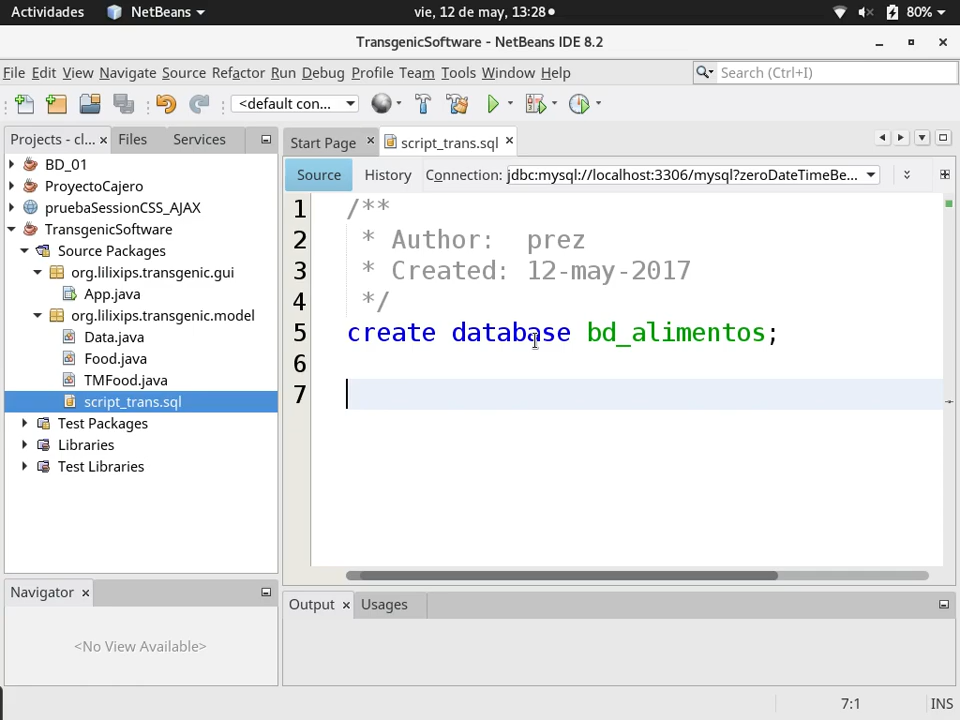 Actividades NetBeans vie, 12 de may, 13:28 80%
TransgenicSoftware - NetBeans IDE 8.2
File Edit View Navigate Source Refactor Run Debug Profile Team Tools Window Help Search (Ctrl+I)
<default con...
Projects - cl... Files Services
BD_01
ProyectoCajero
pruebaSessionCSS_AJAX
TransgenicSoftware
Source Packages
org.lilixips.transgenic.gui
App.java
org.lilixips.transgenic.model
Data.java
Food.java
TMFood.java
script_trans.sql
Test Packages
Libraries
Test Libraries
Start Page script_trans.sql
Source History Connection: jdbc:mysql://localhost:3306/mysql?zeroDateTimeBe...
1 /**
2 * Author: prez
3 * Created: 12-may-2017
4 */
5 create database bd_alimentos;
6
7
Navigator
<No View Available>
Output Usages
7:1 INS